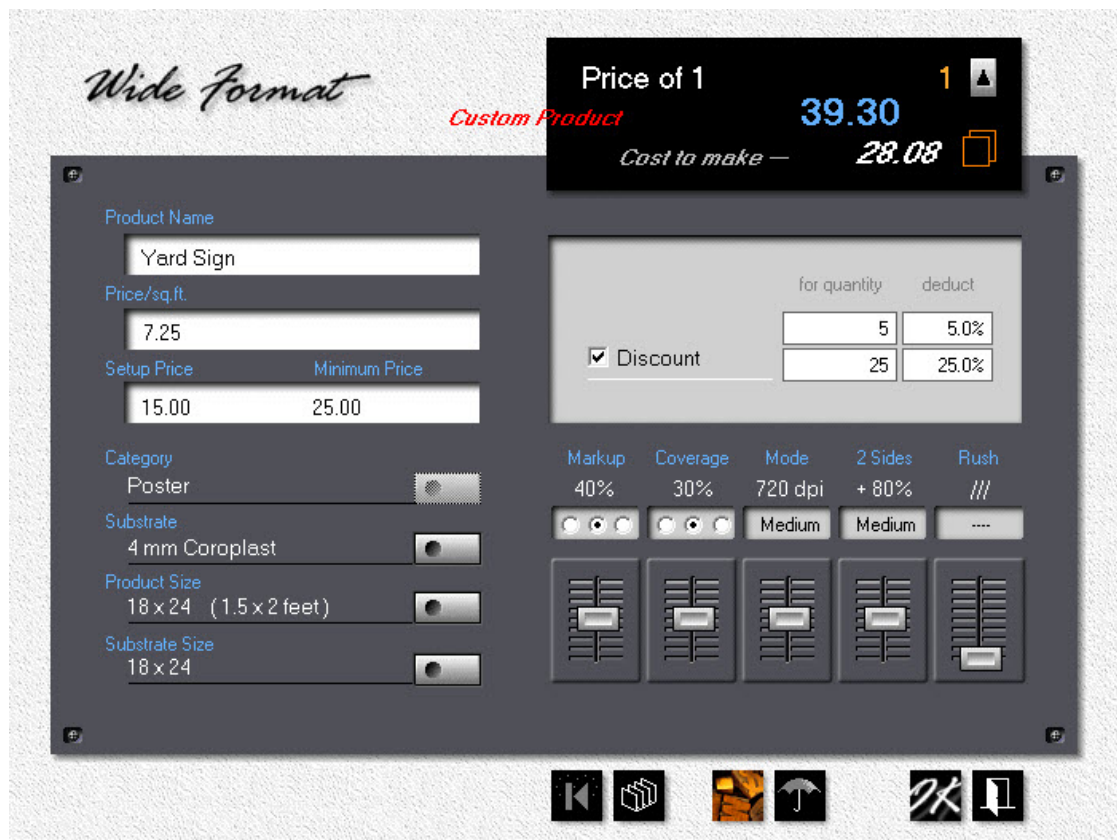 Wide Format
Price of 1 1
39.30
Custom Product
Cost to make — 28.08
Product Name
Yard Sign
Price/sq.ft.
7.25
Setup Price Minimum Price
15.00 25.00
Category
Poster
Substrate
4 mm Coroplast
Product Size
18 x 24 (1.5 x 2 feet)
Substrate Size
18 x 24
for quantity deduct
5 5.0%
Discount
25 25.0%
Markup Coverage Mode 2 Sides Rush
40% 30% 720 dpi + 80% ///
Medium Medium ----
OK